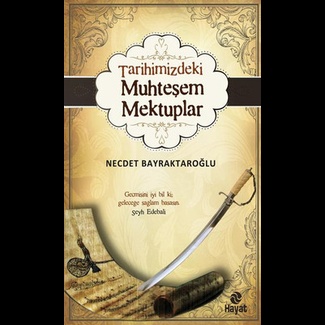 Tarihimizdeki
Muhteşem
Mektuplar
NECDET BAYRAKTAROĞLU
Geçmişini iyi bil ki,
geleceğe sağlam basasın.
Şeyh Edebali
Hayat